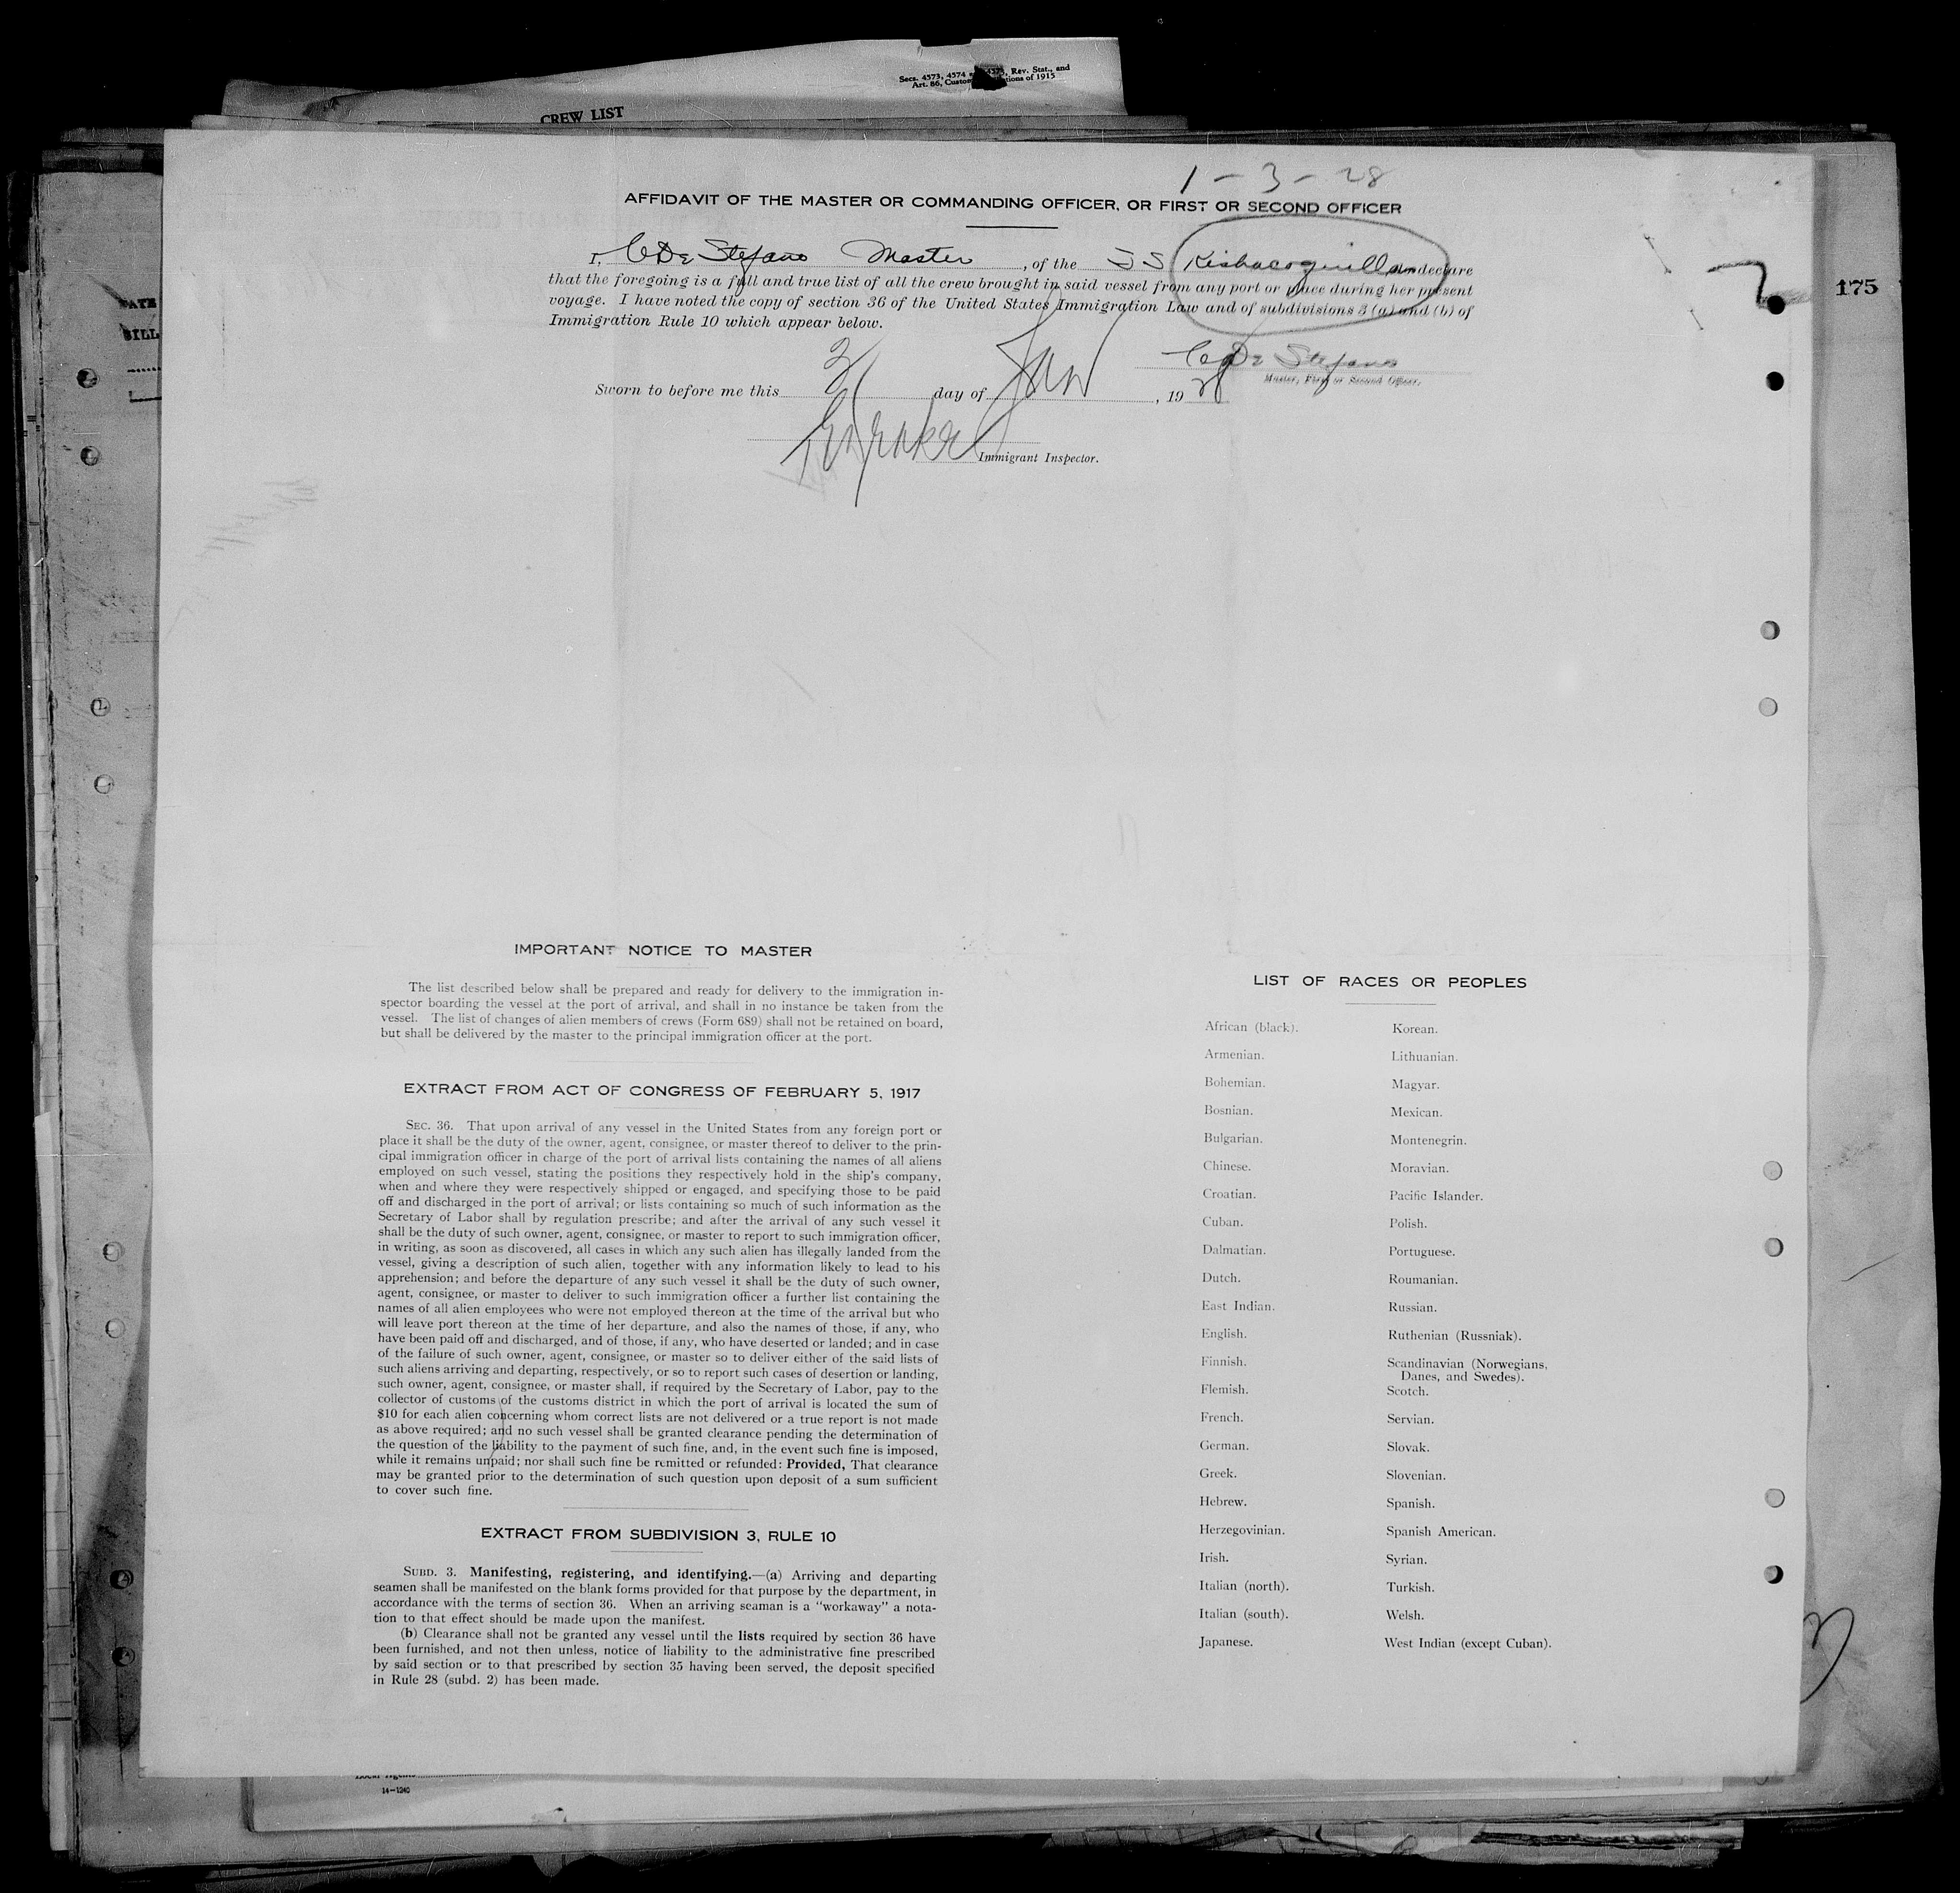 Secs. 4573, 4574 Rev. Stat., and
Art. 86, Customs of 1915
CREW LIST
1 - 3 - 28
AFFIDAVIT OF THE MASTER OR COMMANDING OFFICER, OR FIRST OR SECOND OFFICER
I, De Stefano Master, of the SS Kishacoquillas declare
that the foregoing is a full and true list of all the crew brought in said vessel from any port or place during her present
voyage. I have noted the copy of section 36 of the United States Immigration Law and of subdivisions 3 (a) and (b) of
Immigration Rule 10 which appear below.
175
De Stefano
Master, First or Second Officer.
Sworn to before me this 3 day of Jan, 1928
Immigrant Inspector.
IMPORTANT NOTICE TO MASTER
The list described below shall be prepared and ready for delivery to the immigration in-
spector boarding the vessel at the port of arrival, and shall in no instance be taken from the
vessel. The list of changes of alien members of crews (Form 689) shall not be retained on board,
but shall be delivered by the master to the principal immigration officer at the port.
EXTRACT FROM ACT OF CONGRESS OF FEBRUARY 5, 1917
SEC. 36. That upon arrival of any vessel in the United States from any foreign port or
place it shall be the duty of the owner, agent, consignee, or master thereof to deliver to the prin-
cipal immigration officer in charge of the port of arrival lists containing the names of all aliens
employed on such vessel, stating the positions they respectively hold in the ship's company,
when and where they were respectively shipped or engaged, and specifying those to be paid
off and discharged in the port of arrival; or lists containing so much of such information as the
Secretary of Labor shall by regulation prescribe; and after the arrival of any such vessel it
shall be the duty of such owner, agent, consignee, or master to report to such immigration officer,
in writing, as soon as discovered, all cases in which any such alien has illegally landed from the
vessel, giving a description of such alien, together with any information likely to lead to his
apprehension; and before the departure of any such vessel it shall be the duty of such owner,
agent, consignee, or master to deliver to such immigration officer a further list containing the
names of all alien employees who were not employed thereon at the time of the arrival but who
will leave port thereon at the time of her departure, and also the names of those, if any, who
have been paid off and discharged, and of those, if any, who have deserted or landed; and in case
of the failure of such owner, agent, consignee, or master so to deliver either of the said lists of
such aliens arriving and departing, respectively, or so to report such cases of desertion or landing,
such owner, agent, consignee, or master shall, if required by the Secretary of Labor, pay to the
collector of customs of the customs district in which the port of arrival is located the sum of
$10 for each alien concerning whom correct lists are not delivered or a true report is not made
as above required; and no such vessel shall be granted clearance pending the determination of
the question of the liability to the payment of such fine, and, in the event such fine is imposed,
while it remains unpaid; nor shall such fine be remitted or refunded: Provided, That clearance
may be granted prior to the determination of such question upon deposit of a sum sufficient
to cover such fine.
EXTRACT FROM SUBDIVISION 3, RULE 10
SUBD. 3. Manifesting, registering, and identifying.—(a) Arriving and departing
seamen shall be manifested on the blank forms provided for that purpose by the department, in
accordance with the terms of section 36. When an arriving seaman is a "workaway" a nota-
tion to that effect should be made upon the manifest.
(b) Clearance shall not be granted any vessel until the lists required by section 36 have
been furnished, and not then unless, notice of liability to the administrative fine prescribed
by said section or to that prescribed by section 35 having been served, the deposit specified
in Rule 28 (subd. 2) has been made.
LIST OF RACES OR PEOPLES
African (black).
Armenian.
Bohemian.
Bosnian.
Bulgarian.
Chinese.
Croatian.
Cuban.
Dalmatian.
Dutch.
East Indian.
English.
Finnish.
Flemish.
French.
German.
Greek.
Hebrew.
Herzegovinian.
Irish.
Italian (north).
Italian (south).
Japanese.
Korean.
Lithuanian.
Magyar.
Mexican.
Montenegrin.
Moravian.
Pacific Islander.
Polish.
Portuguese.
Roumanian.
Russian.
Ruthenian (Russniak).
Scandinavian (Norwegians,
Danes, and Swedes).
Scotch.
Servian.
Slovak.
Slovenian.
Spanish.
Spanish American.
Syrian.
Turkish.
Welsh.
West Indian (except Cuban).
14—1240